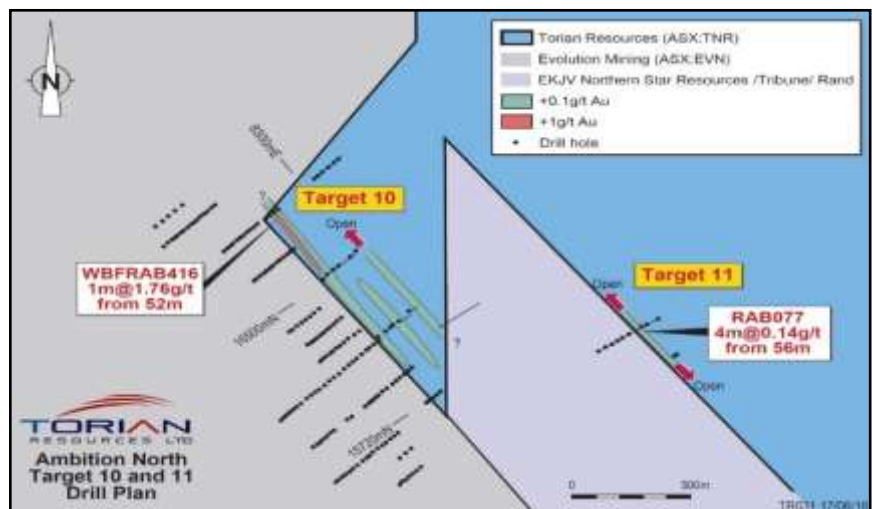 Torian Resources (ASX:TNR)
Evolution Mining (ASX:EVN)
EKJV Northern Star Resources /Tribune/ Rand
+0.1g/t Au
+1g/t Au
Drill hole
N
?
Target 10
Open
WBFRAB416
1m@1.76g/t
from 52m
Target 11
Open
RAB077
4m@0.14g/t
from 56m
?
Open
15720mN
TORIAN
RESOURCES LTD
Ambition North
Target 10 and 11
Drill Plan
0
300m